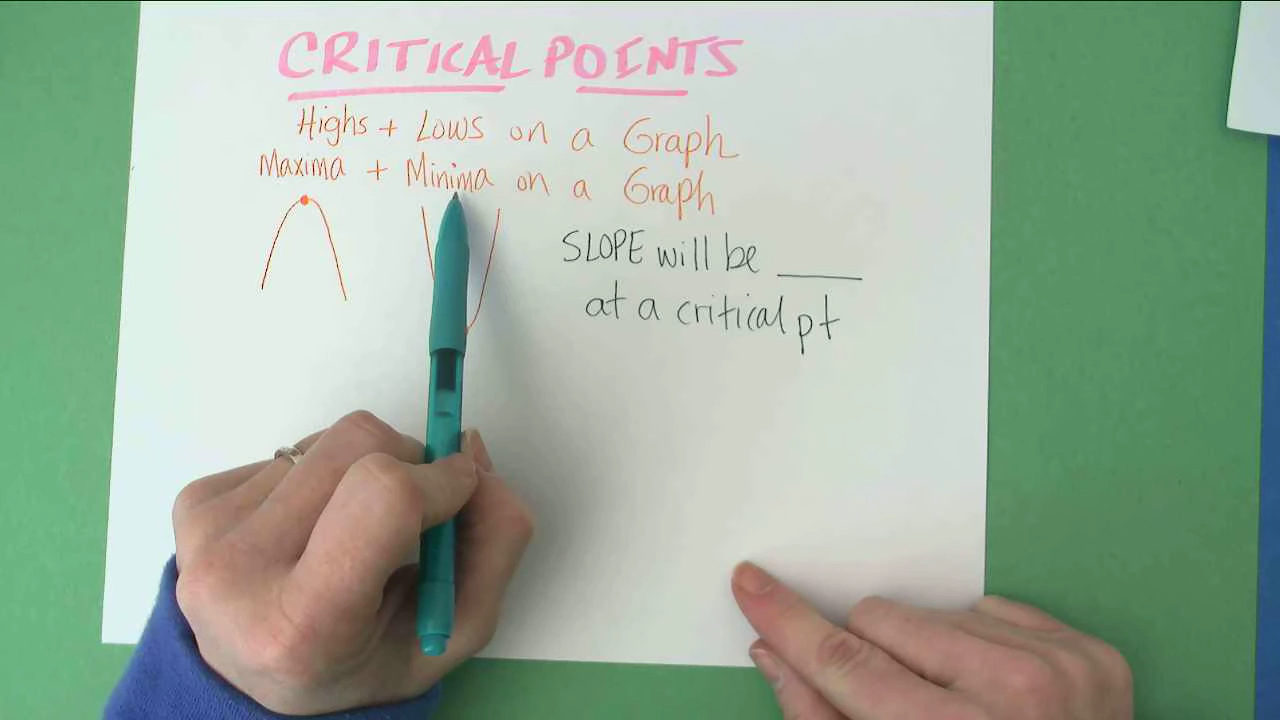 CRITICAL POINTS
Highs + Lows on a Graph
Maxima + Minima on a Graph
SLOPE will be ____
at a critical pt